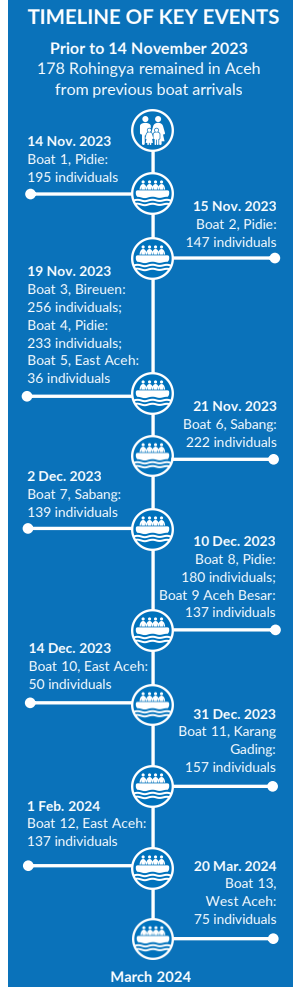 TIMELINE OF KEY EVENTS
Prior to 14 November 2023
178 Rohingya remained in Aceh
from previous boat arrivals
14 Nov. 2023
Boat 1, Pidie:
195 individuals
15 Nov. 2023
Boat 2, Pidie:
147 individuals
19 Nov. 2023
Boat 3, Bireuen:
256 individuals;
Boat 4, Pidie:
233 individuals;
Boat 5, East Aceh:
36 individuals
21 Nov. 2023
Boat 6, Sabang:
222 individuals
2 Dec. 2023
Boat 7, Sabang:
139 individuals
10 Dec. 2023
Boat 8, Pidie:
180 individuals;
Boat 9 Aceh Besar:
137 individuals
14 Dec. 2023
Boat 10, East Aceh:
50 individuals
31 Dec. 2023
Boat 11, Karang
Gading:
157 individuals
1 Feb. 2024
Boat 12, East Aceh:
137 individuals
20 Mar. 2024
Boat 13,
West Aceh:
75 individuals
March 2024